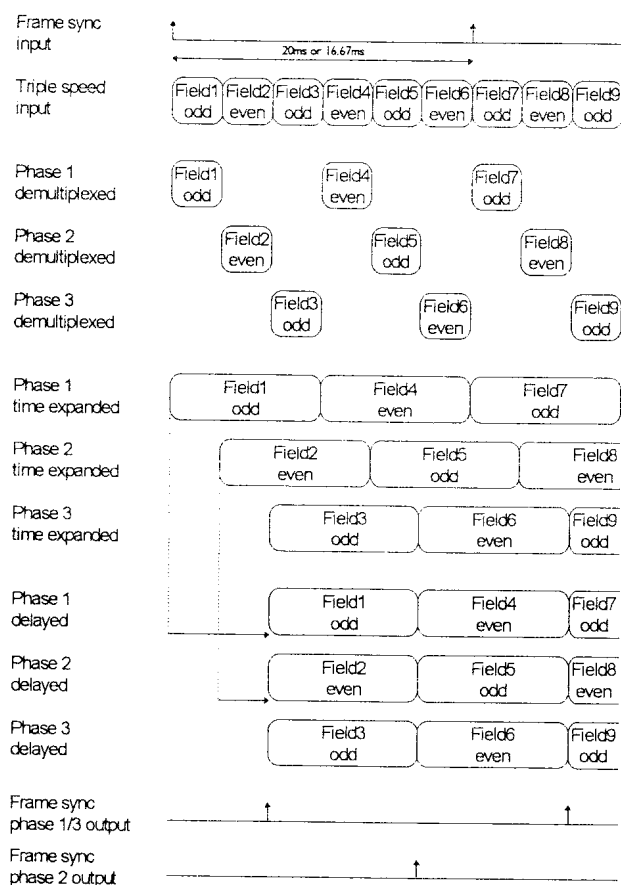 Frame sync
input
20ms or 16.67ms
Triple speed
input
Field1 Field2 Field3 Field4 Field5 Field6 Field7 Field8 Field9
odd even odd even odd even odd even odd
Phase 1
demultiplexed
Field1 Field4 Field7
odd even odd
Phase 2
demultiplexed
Field2 Field5 Field8
even odd even
Phase 3
demultiplexed
Field3 Field6 Field9
odd even odd
Phase 1
time expanded
Field1 Field4 Field7
odd even odd
Phase 2
time expanded
Field2 Field5 Field8
even odd even
Phase 3
time expanded
Field3 Field6 Field9
odd even odd
Phase 1
delayed
Field1 Field4 Field7
odd even odd
Phase 2
delayed
Field2 Field5 Field8
even odd even
Phase 3
delayed
Field3 Field6 Field9
odd even odd
Frame sync
phase 1/3 output
Frame sync
phase 2 output